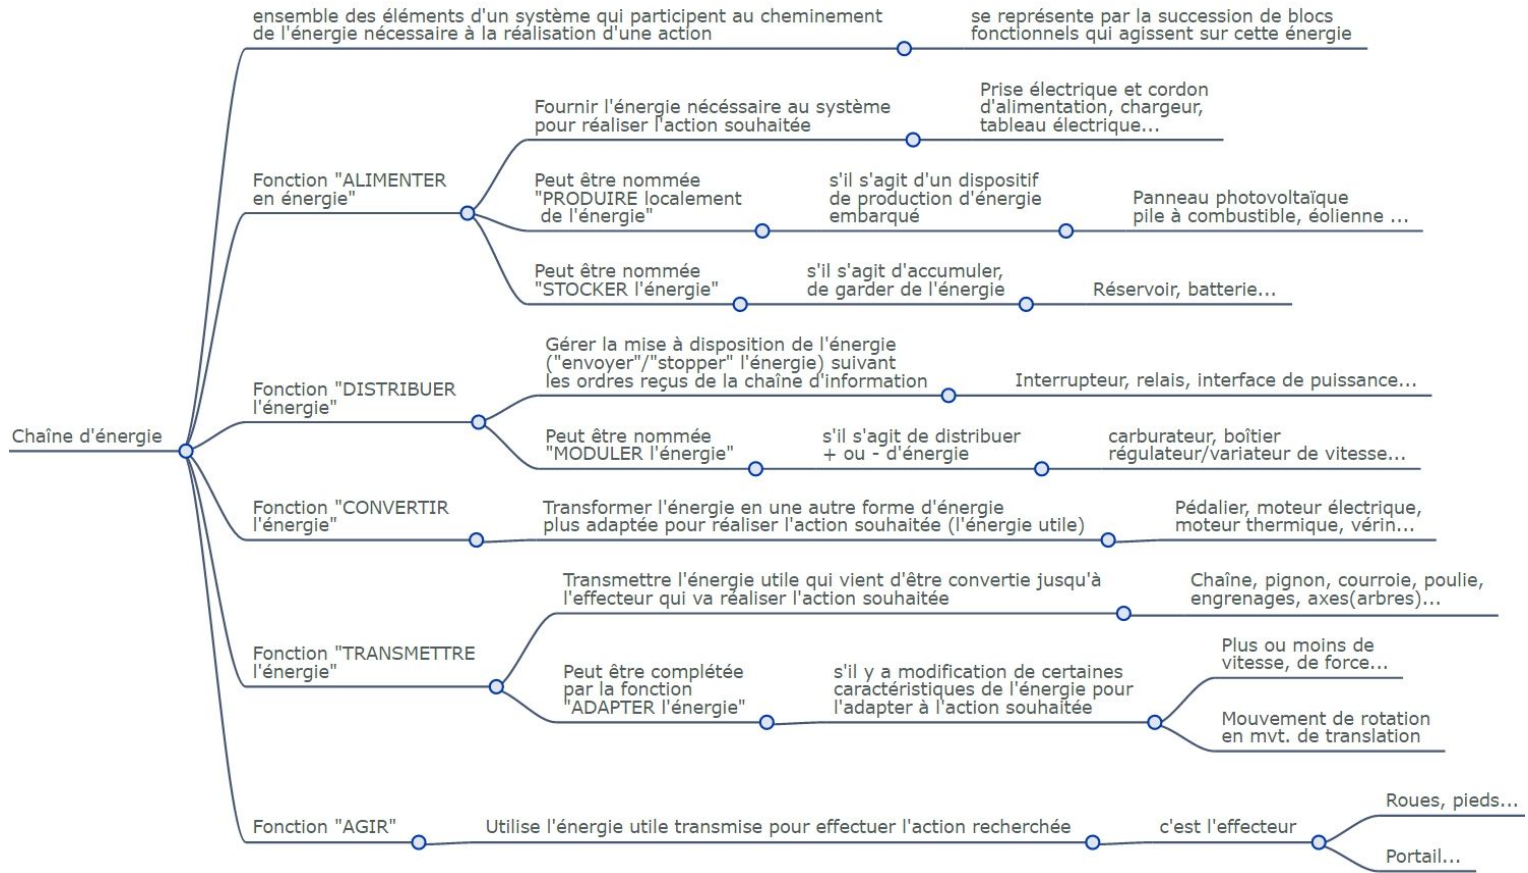 Chaîne d'énergie
ensemble des éléments d'un système qui participent au cheminement
de l'énergie nécessaire à la réalisation d'une action
se représente par la succession de blocs
fonctionnels qui agissent sur cette énergie
Fonction "ALIMENTER
en énergie"
Fournir l'énergie nécéssaire au système
pour réaliser l'action souhaitée
Prise électrique et cordon
d'alimentation, chargeur,
tableau électrique...
Peut être nommée
"PRODUIRE localement
de l'énergie"
s'il s'agit d'un dispositif
de production d'énergie
embarqué
Panneau photovoltaïque
pile à combustible, éolienne ...
Peut être nommée
"STOCKER l'énergie"
s'il s'agit d'accumuler,
de garder de l'énergie
Réservoir, batterie...
Fonction "DISTRIBUER
l'énergie"
Gérer la mise à disposition de l'énergie
("envoyer"/"stopper" l'énergie) suivant
les ordres reçus de la chaîne d'information
Interrupteur, relais, interface de puissance...
Peut être nommée
"MODULER l'énergie"
s'il s'agit de distribuer
+ ou - d'énergie
carburateur, boîtier
régulateur/variateur de vitesse...
Fonction "CONVERTIR
l'énergie"
Transformer l'énergie en une autre forme d'énergie
plus adaptée pour réaliser l'action souhaitée (l'énergie utile)
Pédalier, moteur électrique,
moteur thermique, vérin...
Fonction "TRANSMETTRE
l'énergie"
Transmettre l'énergie utile qui vient d'être convertie jusqu'à
l'effecteur qui va réaliser l'action souhaitée
Chaîne, pignon, courroie, poulie,
engrenages, axes(arbres)...
Peut être complétée
par la fonction
"ADAPTER l'énergie"
s'il y a modification de certaines
caractéristiques de l'énergie pour
l'adapter à l'action souhaitée
Plus ou moins de
vitesse, de force...
Mouvement de rotation
en mvt. de translation
Fonction "AGIR"
Utilise l'énergie utile transmise pour effectuer l'action recherchée
c'est l'effecteur
Roues, pieds...
Portail...